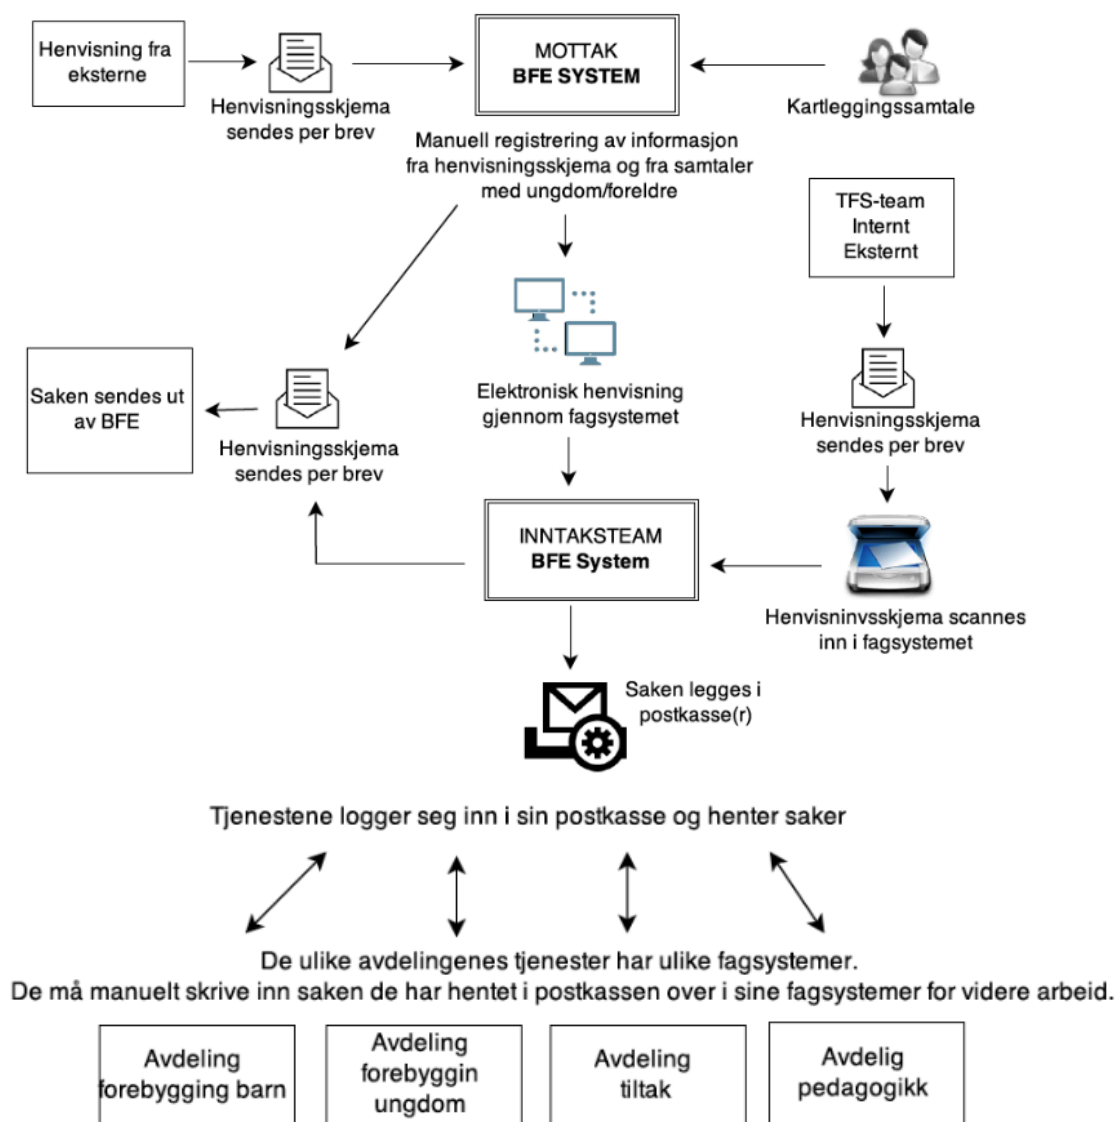 Henvisning fra
eksterne
Henvisningsskjema
sendes per brev
MOTTAK
BFE SYSTEM
Kartleggingssamtale
Manuell registrering av informasjon
fra henvisningsskjema og fra samtaler
med ungdom/foreldre
TFS-team
Internt
Eksternt
Saken sendes ut
av BFE
Henvisningsskjema
sendes per brev
Elektronisk henvisning
gjennom fagsystemet
Henvisningsskjema
sendes per brev
INNTAKSTEAM
BFE System
Henvisninvsskjema scannes
inn i fagsystemet
Saken legges i
postkasse(r)
Tjenestene logger seg inn i sin postkasse og henter saker
De ulike avdelingenes tjenester har ulike fagsystemer.
De må manuelt skrive inn saken de har hentet i postkassen over i sine fagsystemer for videre arbeid.
Avdeling
forebygging barn
Avdeling
forebyggin
ungdom
Avdeling
tiltak
Avdelig
pedagogikk